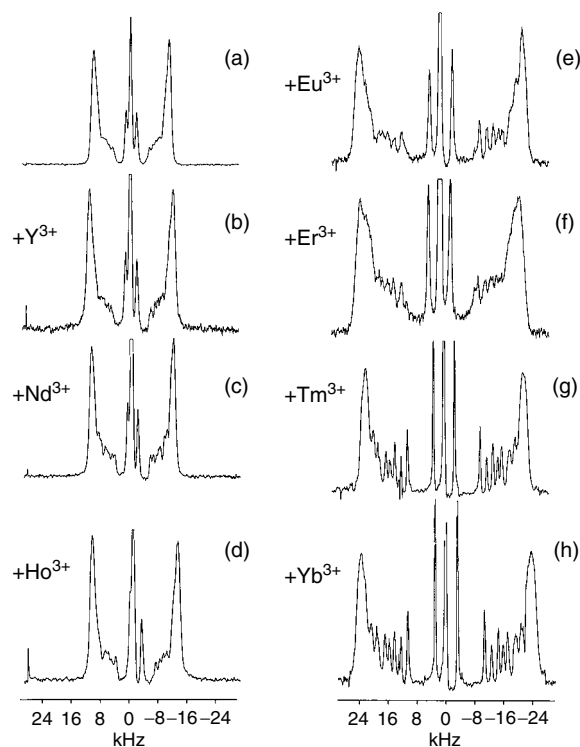 (a)
(b)
+Y3+
(c)
+Nd3+
(d)
+Ho3+
24 16 8 0 -8-16-24
kHz
(e)
+Eu3+
(f)
+Er3+
(g)
+Tm3+
(h)
+Yb3+
24 16 8 0 -8 -16 -24
kHz